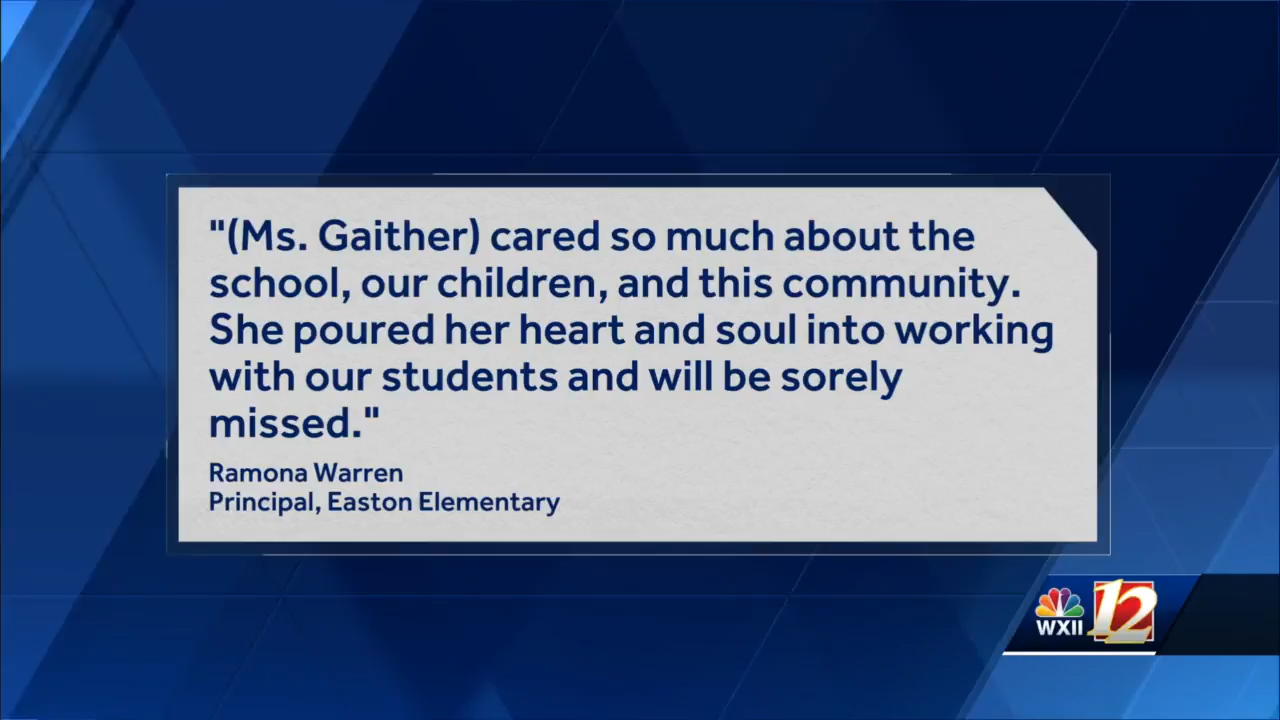 "(Ms. Gaither) cared so much about the
school, our children, and this community.
She poured her heart and soul into working
with our students and will be sorely
missed."
Ramona Warren
Principal, Easton Elementary
WXII 12